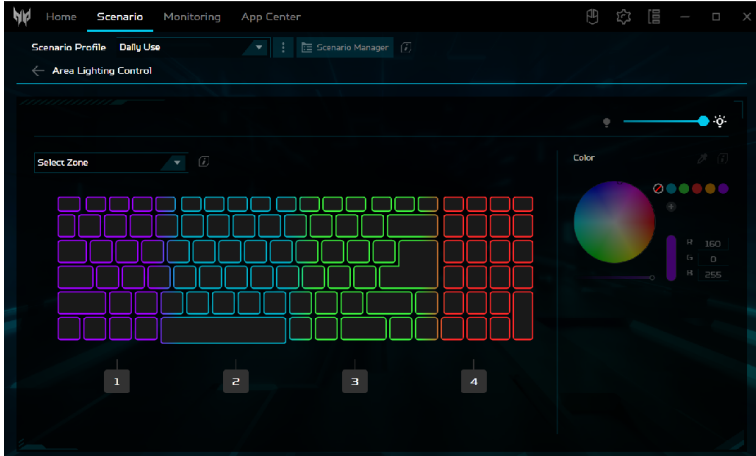 Home Scenario Monitoring App Center
Scenario Profile Daily Use Scenario Manager
Area Lighting Control
Select Zone
Color
R 160
G 0
H 255
1 2 3 4